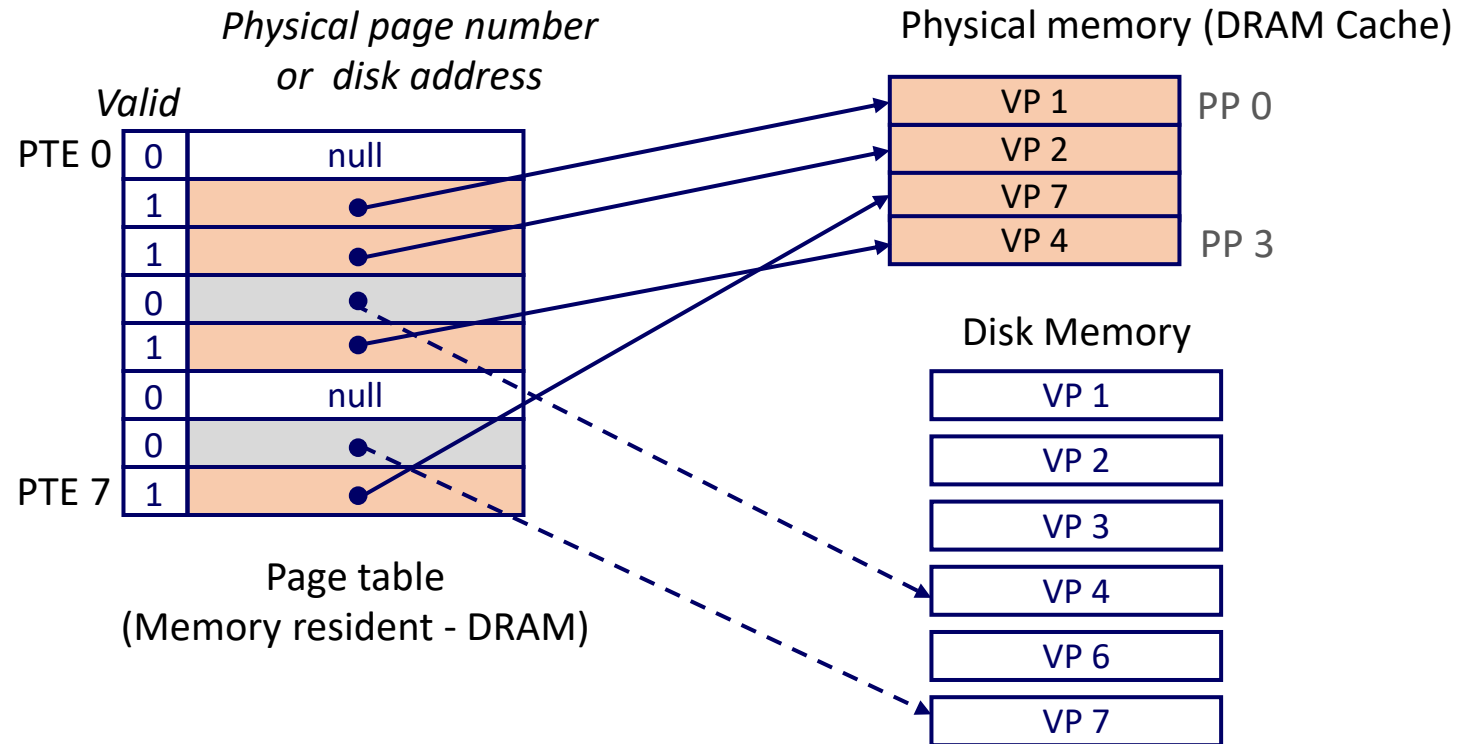 Physical page number
or disk address
Valid
PTE 0
0
null
1
1
0
1
0
null
0
PTE 7
1
Page table
(Memory resident - DRAM)
Physical memory (DRAM Cache)
VP 1
PP 0
VP 2
VP 7
VP 4
PP 3
Disk Memory
VP 1
VP 2
VP 3
VP 4
VP 6
VP 7